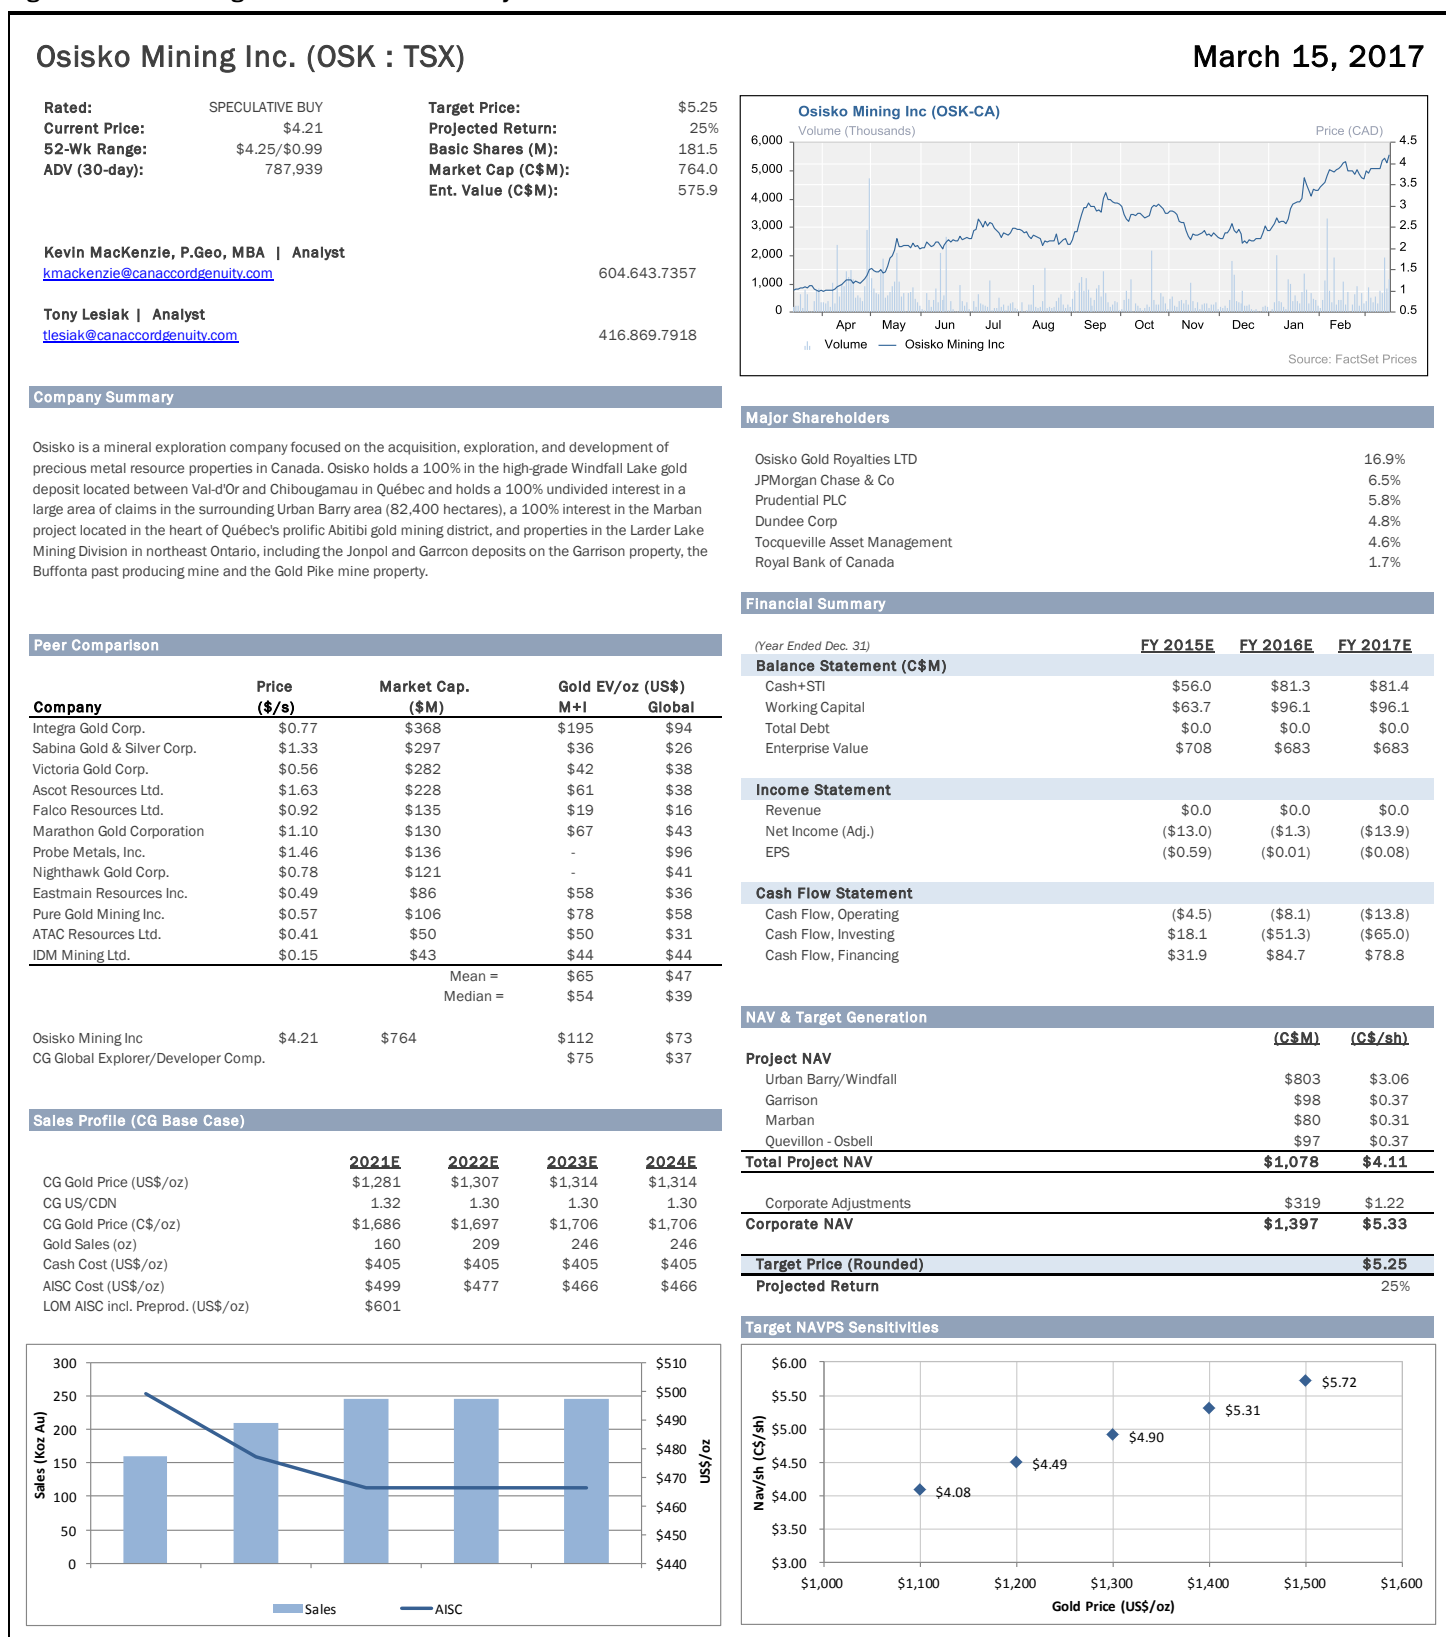 Osisko Mining Inc. (OSK : TSX)
March 15, 2017
Rated: SPECULATIVE BUY
Current Price: $4.21
52-Wk Range: $4.25/$0.99
ADV (30-day): 787,939
Target Price: $5.25
Projected Return: 25%
Basic Shares (M): 181.5
Market Cap (C$M): 764.0
Ent. Value (C$M): 575.9
Kevin MacKenzie, P.Geo, MBA | Analyst
kmackenzie@canaccordgenuity.com 604.643.7357
Tony Lesiak | Analyst
tlesiak@canaccordgenuity.com 416.869.7918
Osisko Mining Inc (OSK-CA)
Volume (Thousands) Price (CAD)
6,000 4.5
5,000 4
4,000 3.5
3,000 3
2,000 2.5
1,000 2
0 1.5
1
0.5
Apr May Jun Jul Aug Sep Oct Nov Dec Jan Feb
Volume Osisko Mining Inc
Source: FactSet Prices
Company Summary
Osisko is a mineral exploration company focused on the acquisition, exploration, and development of
precious metal resource properties in Canada. Osisko holds a 100% in the high-grade Windfall Lake gold
deposit located between Val-d'Or and Chibougamau in Québec and holds a 100% undivided interest in a
large area of claims in the surrounding Urban Barry area (82,400 hectares), a 100% interest in the Marban
project located in the heart of Québec's prolific Abitibi gold mining district, and properties in the Larder Lake
Mining Division in northeast Ontario, including the Jonpol and Garrcon deposits on the Garrison property, the
Buffonta past producing mine and the Gold Pike mine property.
Peer Comparison
Price Market Cap. Gold EV/oz (US$)
Company ($/s) ($M) M+I Global
Integra Gold Corp. $0.77 $368 $195 $94
Sabina Gold & Silver Corp. $1.33 $297 $36 $26
Victoria Gold Corp. $0.56 $282 $42 $38
Ascot Resources Ltd. $1.63 $228 $61 $38
Falco Resources Ltd. $0.92 $135 $19 $16
Marathon Gold Corporation $1.10 $130 $67 $43
Probe Metals, Inc. $1.46 $136 - $96
Nighthawk Gold Corp. $0.78 $121 - $41
Eastmain Resources Inc. $0.49 $86 $58 $36
Pure Gold Mining Inc. $0.57 $106 $78 $58
ATAC Resources Ltd. $0.41 $50 $50 $31
IDM Mining Ltd. $0.15 $43 $44 $44
Mean = $65 $47
Median = $54 $39
Osisko Mining Inc $4.21 $764 $112 $73
CG Global Explorer/Developer Comp. $75 $37
Sales Profile (CG Base Case)
2021E 2022E 2023E 2024E
CG Gold Price (US$/oz) $1,281 $1,307 $1,314 $1,314
CG US/CDN 1.32 1.30 1.30 1.30
CG Gold Price (C$/oz) $1,686 $1,697 $1,706 $1,706
Gold Sales (oz) 160 209 246 246
Cash Cost (US$/oz) $405 $405 $405 $405
AISC Cost (US$/oz) $499 $477 $466 $466
LOM AISC incl. Preprod. (US$/oz) $601
300 $510
250 $500
200 $490
150 $480
100 $470
50 $460
0 $450
$440
Sales (Koz Au)
US$/oz
Sales AISC
Major Shareholders
Osisko Gold Royalties LTD 16.9%
JPMorgan Chase & Co 6.5%
Prudential PLC 5.8%
Dundee Corp 4.8%
Tocqueville Asset Management 4.6%
Royal Bank of Canada 1.7%
Financial Summary
(Year Ended Dec. 31) FY 2015E FY 2016E FY 2017E
Balance Statement (C$M)
Cash+STI $56.0 $81.3 $81.4
Working Capital $63.7 $96.1 $96.1
Total Debt $0.0 $0.0 $0.0
Enterprise Value $708 $683 $683
Income Statement
Revenue $0.0 $0.0 $0.0
Net Income (Adj.) ($13.0) ($1.3) ($13.9)
EPS ($0.59) ($0.01) ($0.08)
Cash Flow Statement
Cash Flow, Operating ($4.5) ($8.1) ($13.8)
Cash Flow, Investing $18.1 ($51.3) ($65.0)
Cash Flow, Financing $31.9 $84.7 $78.8
NAV & Target Generation
(C$M) (C$/sh)
Project NAV
Urban Barry/Windfall $803 $3.06
Garrison $98 $0.37
Marban $80 $0.31
Quevillon - Osbell $97 $0.37
Total Project NAV $1,078 $4.11
Corporate Adjustments $319 $1.22
Corporate NAV $1,397 $5.33
Target Price (Rounded) $5.25
Projected Return 25%
Target NAVPS Sensitivities
$6.00
$5.50
$5.00
$4.50
$4.00
$3.50
$3.00
Nav/sh (C$/sh)
$4.08
$4.49
$4.90
$5.31
$5.72
$1,000 $1,100 $1,200 $1,300 $1,400 $1,500 $1,600
Gold Price (US$/oz)